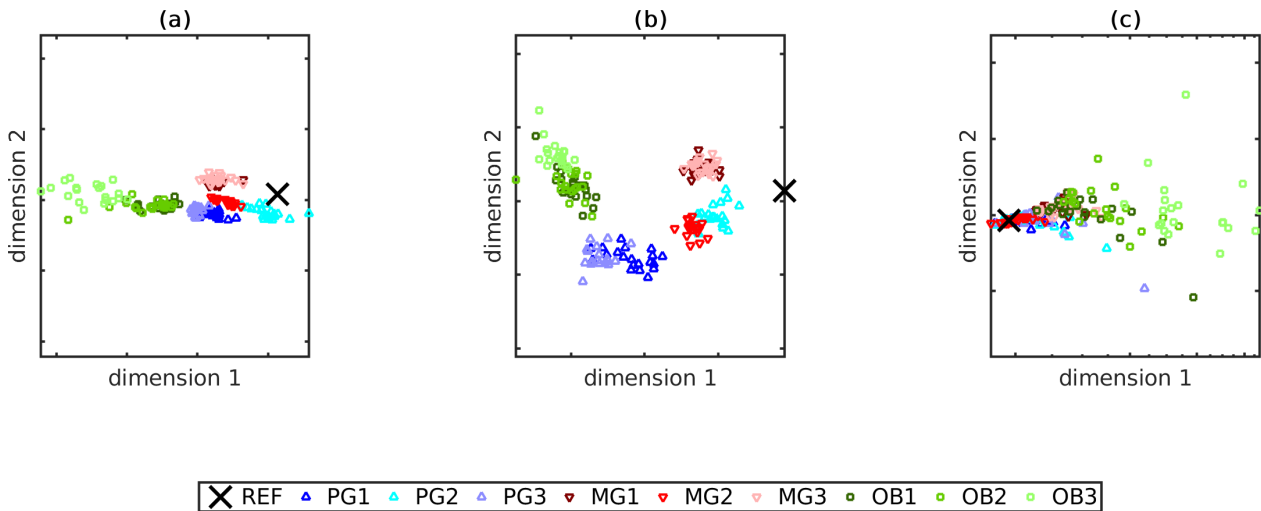 (a)
(b)
(c)
dimension 2
dimension 2
dimension 2
dimension 1
dimension 1
dimension 1
REF PG1 PG2 PG3 MG1 MG2 MG3 OB1 OB2 OB3